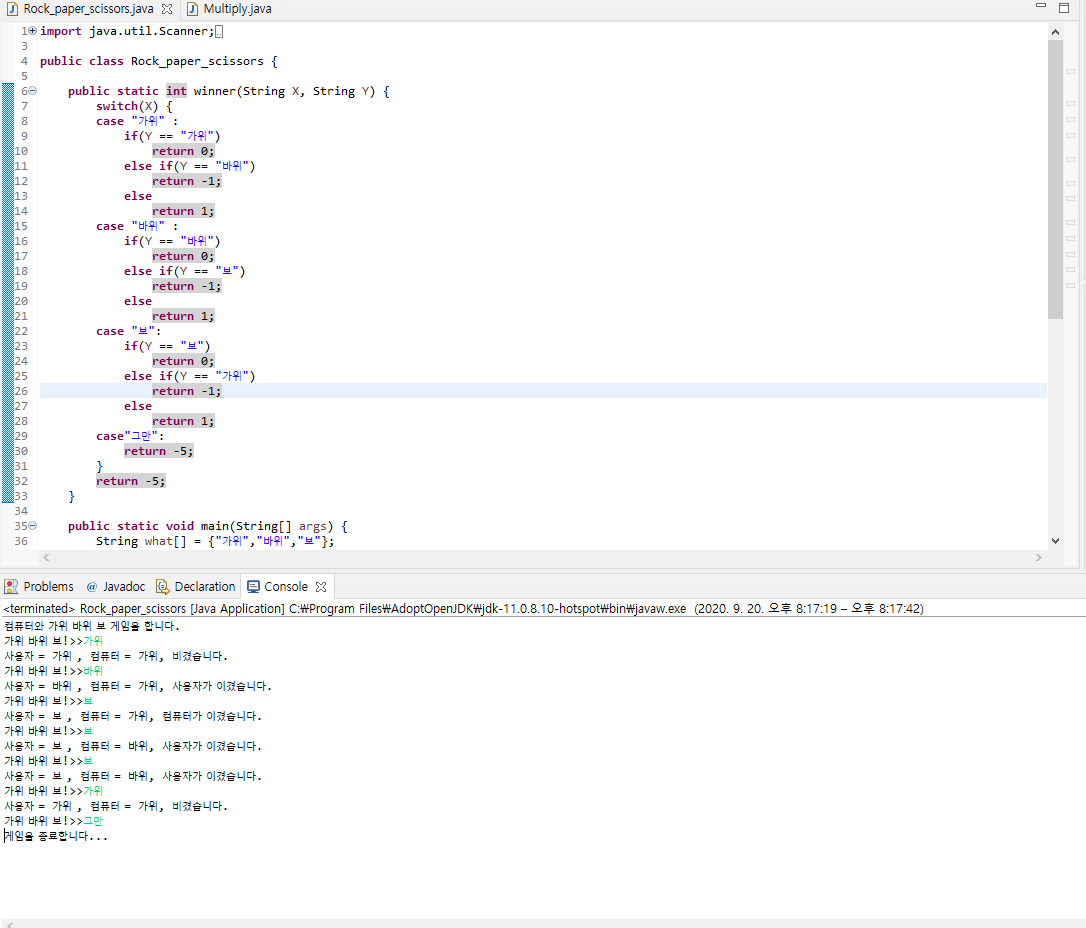 Rock_paper_scissors.java Multiply.java
1 import java.util.Scanner;
3
4 public class Rock_paper_scissors {
5
6 public static int winner(String X, String Y) {
7 switch(X) {
8 case "가위" :
9 if(Y == "가위")
10 return 0;
11 else if(Y == "바위")
12 return -1;
13 else
14 return 1;
15 case "바위" :
16 if(Y == "바위")
17 return 0;
18 else if(Y == "보")
19 return -1;
20 else
21 return 1;
22 case "보":
23 if(Y == "보")
24 return 0;
25 else if(Y == "가위")
26 return -1;
27 else
28 return 1;
29 case"그만":
30 return -5;
31 }
32 return -5;
33 }
34
35 public static void main(String[] args) {
36 String what[] = {"가위","바위","보"};
Problems @ Javadoc Declaration Console
<terminated> Rock_paper_scissors [Java Application] C:₩Program Files₩AdoptOpenJDK₩jdk-11.0.8.10-hotspot₩bin₩javaw.exe (2020. 9. 20. 오후 8:17:19 – 오후 8:17:42)
컴퓨터와 가위 바위 보 게임을 합니다.
가위 바위 보!>>가위
사용자 = 가위 , 컴퓨터 = 가위, 비겼습니다.
가위 바위 보!>>바위
사용자 = 바위 , 컴퓨터 = 가위, 사용자가 이겼습니다.
가위 바위 보!>>보
사용자 = 보 , 컴퓨터 = 가위, 컴퓨터가 이겼습니다.
가위 바위 보!>>보
사용자 = 보 , 컴퓨터 = 바위, 사용자가 이겼습니다.
가위 바위 보!>>보
사용자 = 보 , 컴퓨터 = 바위, 사용자가 이겼습니다.
가위 바위 보!>>가위
사용자 = 가위 , 컴퓨터 = 가위, 비겼습니다.
가위 바위 보!>>그만
게임을 종료합니다...